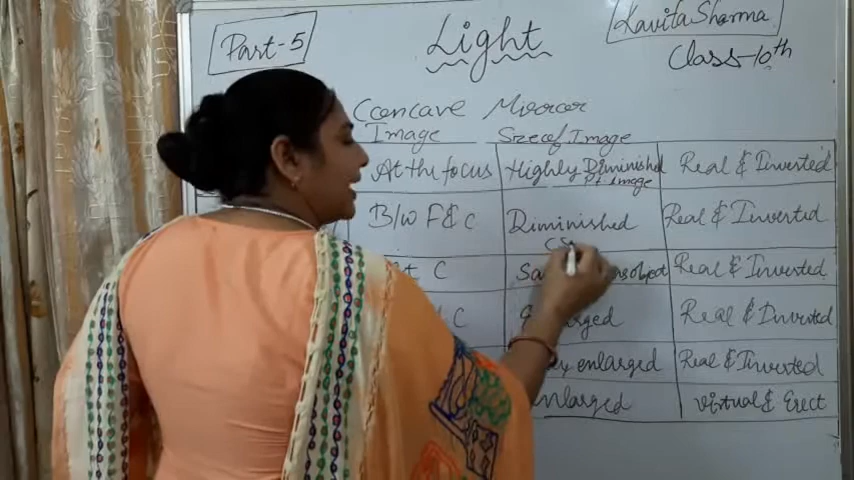 Part-5
Light
Kavita Sharma
Class-10th
Concave Mirror
Image Size of Image
At the focus Highly Diminished Real & Inverted
Pt Image
B/w F & C Diminished Real & Inverted
C Real & Inverted
C Real & Inverted
enlarged Real & Inverted
enlarged Virtual & Erect